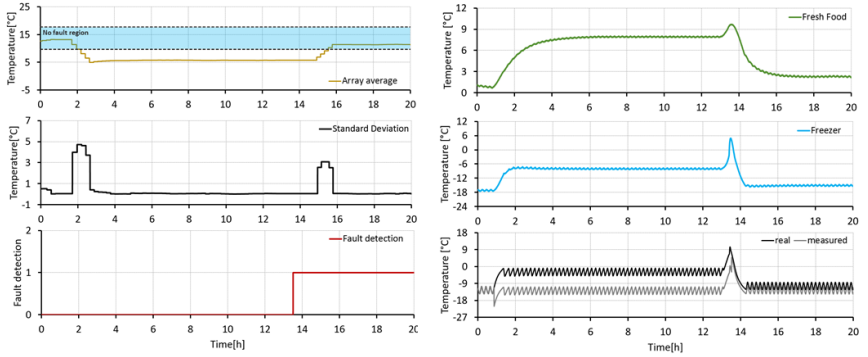 Temperature[°C]
25
15
5
-5
No fault region
Array average
0 2 4 6 8 10 12 14 16 18 20
Temperature[°C]
7
5
3
1
-1
Standard Deviation
0 2 4 6 8 10 12 14 16 18 20
Fault detection
2
1
0
Fault detection
0 2 4 6 8 10 12 14 16 18 20
Time[h]
Temperature [°C]
12
9
6
3
0
Fresh Food
0 2 4 6 8 10 12 14 16 18 20
Temperature [°C]
12
6
0
-6
-12
-18
-24
Freezer
0 2 4 6 8 10 12 14 16 18 20
Temperature [°C]
18
9
0
-9
-18
-27
real measured
0 2 4 6 8 10 12 14 16 18 20
Time[h]